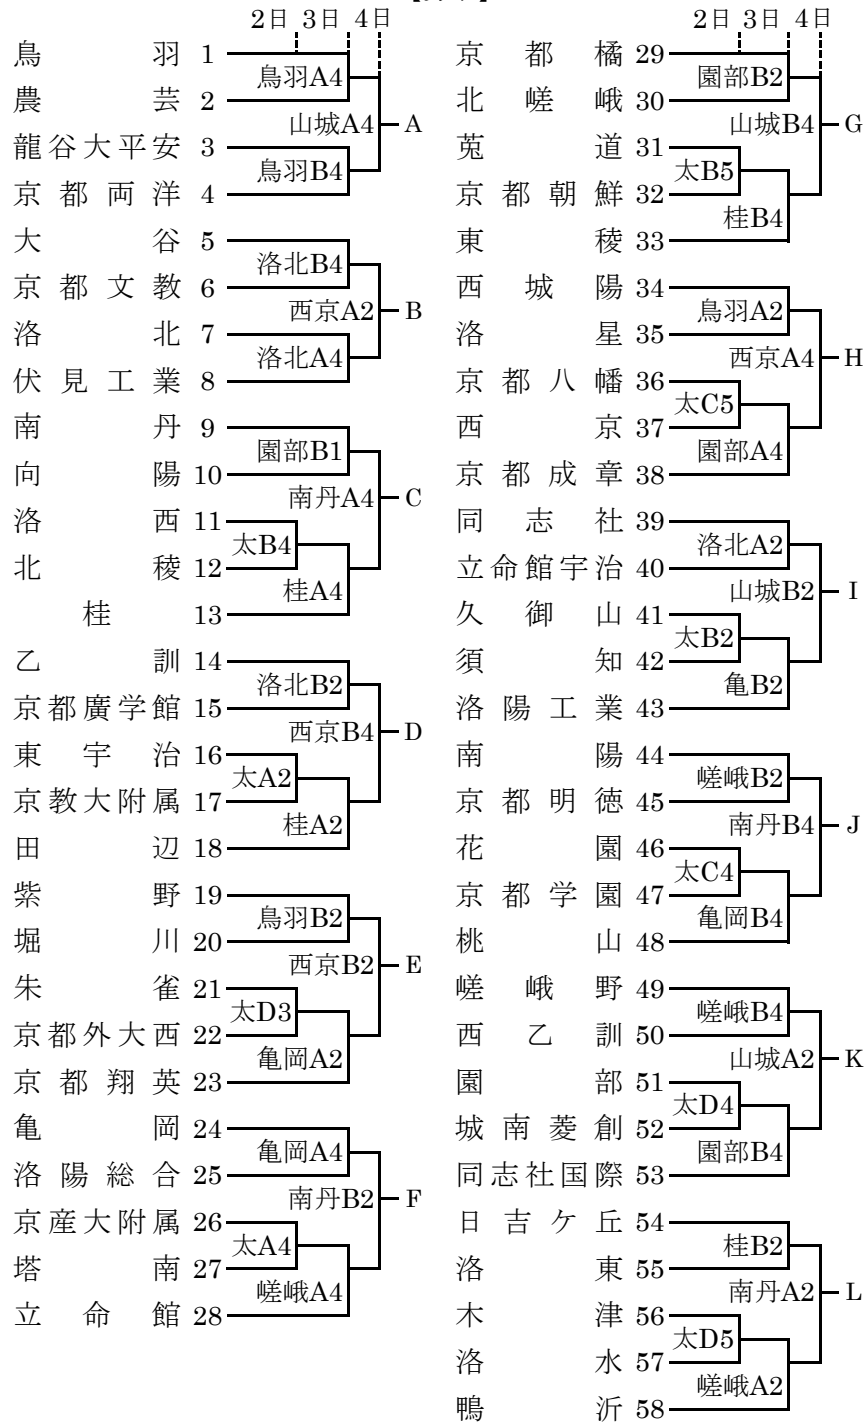 2日 3日 4日
鳥羽 1
鳥羽A4
農芸 2
山城A4 A
龍谷大平安 3
鳥羽B4
京都両洋 4
大谷 5
洛北B4
京都文教 6
西京A2 B
洛北 7
洛北A4
伏見工業 8
南丹 9
園部B1
向陽 10
南丹A4 C
洛西 11
太B4
北稜 12
桂A4
桂 13
乙訓 14
洛北B2
京都廣学館 15
西京B4 D
東宇治 16
太A2
京教大附属 17
桂A2
田辺 18
紫野 19
鳥羽B2
堀川 20
西京B2 E
朱雀 21
太D3
京都外大西 22
亀岡A2
京都翔英 23
亀岡 24
亀岡A4
洛陽総合 25
南丹B2 F
京産大附属 26
太A4
塔南 27
嵯峨A4
立命館 28
2日 3日 4日
京都橘 29
園部B2
北嵯峨 30
山城B4 G
莵道 31
太B5
京都朝鮮 32
桂B4
東稜 33
西城陽 34
鳥羽A2
洛星 35
西京A4 H
京都八幡 36
太C5
西京 37
園部A4
京都成章 38
同志社 39
洛北A2
立命館宇治 40
山城B2 I
久御山 41
太B2
須知 42
亀B2
洛陽工業 43
南陽 44
嵯峨B2
京都明徳 45
南丹B4 J
花園 46
太C4
京都学園 47
亀岡B4
桃山 48
嵯峨野 49
嵯峨B4
西乙訓 50
山城A2 K
園部 51
太D4
城南菱創 52
園部B4
同志社国際 53
日吉ケ丘 54
桂B2
洛東 55
南丹A2 L
木津 56
太D5
洛水 57
嵯峨A2
鴨沂 58